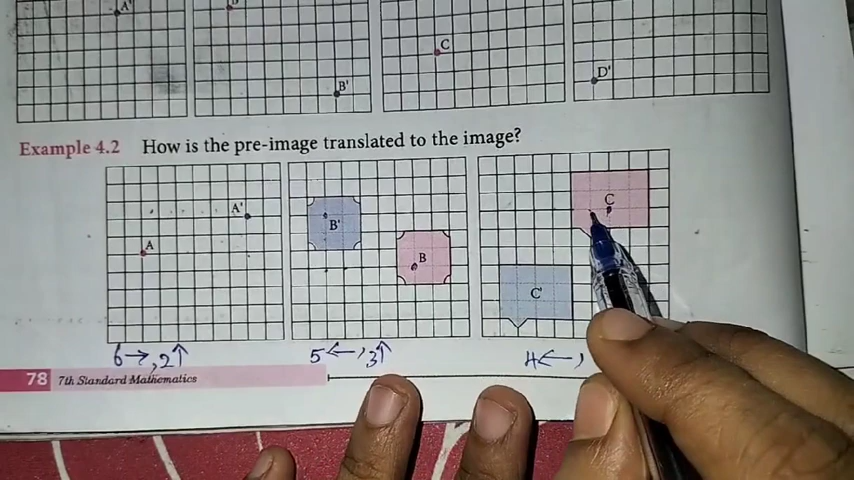 A'
B'
C
D'
Example 4.2 How is the pre-image translated to the image?
A A'
B' B
C
C'
6→, 2↑ 5←, 3↑ 4←,
78 7th Standard Mathematics